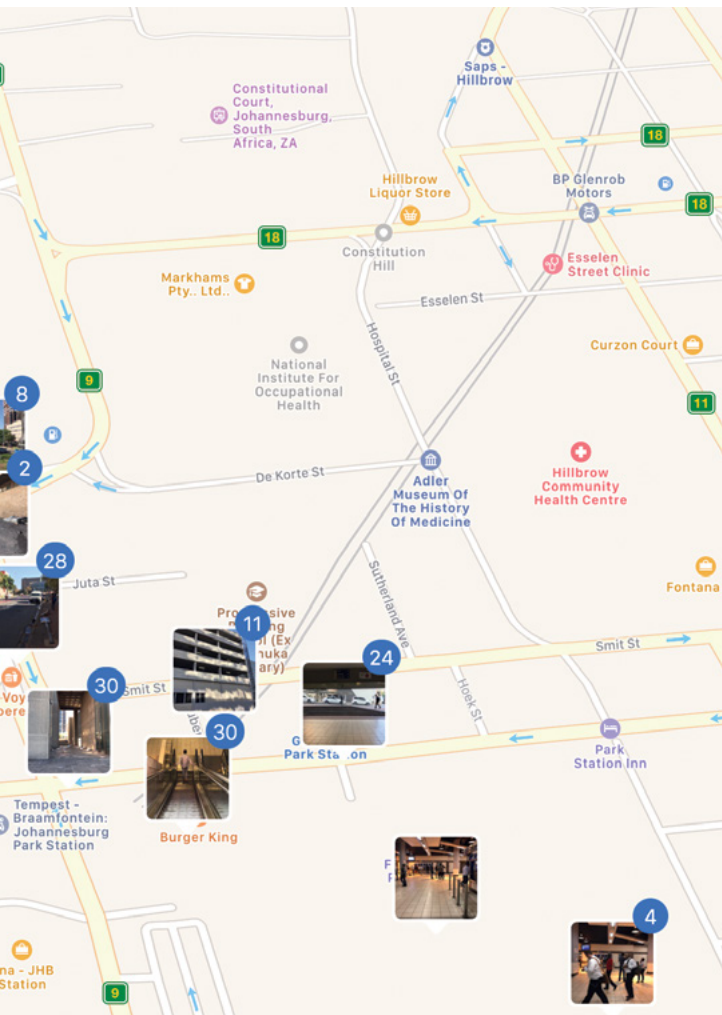 Saps -
Hillbrow
Constitutional
Court,
Johannesburg,
South
Africa, ZA
18
BP Glenrob
Motors
Hillbrow
Liquor Store
18
18
Constitution
Hill
Esselen
Street Clinic
Markhams
Pty.. Ltd..
Esselen St
Hospital St
Curzon Court
National
Institute For
Occupational
Health
9
8
11
2
De Korte St
Adler
Museum Of
The History
Of Medicine
Hillbrow
Community
Health Centre
28
Juta St
Sutherland Ave
Fontana
11
24
Smit St
30
Smit St
Hoek St
30
Park Station
Park
Station Inn
Tempest -
Braamfontein:
Johannesburg
Park Station
Burger King
4
na - JHB
Station
9